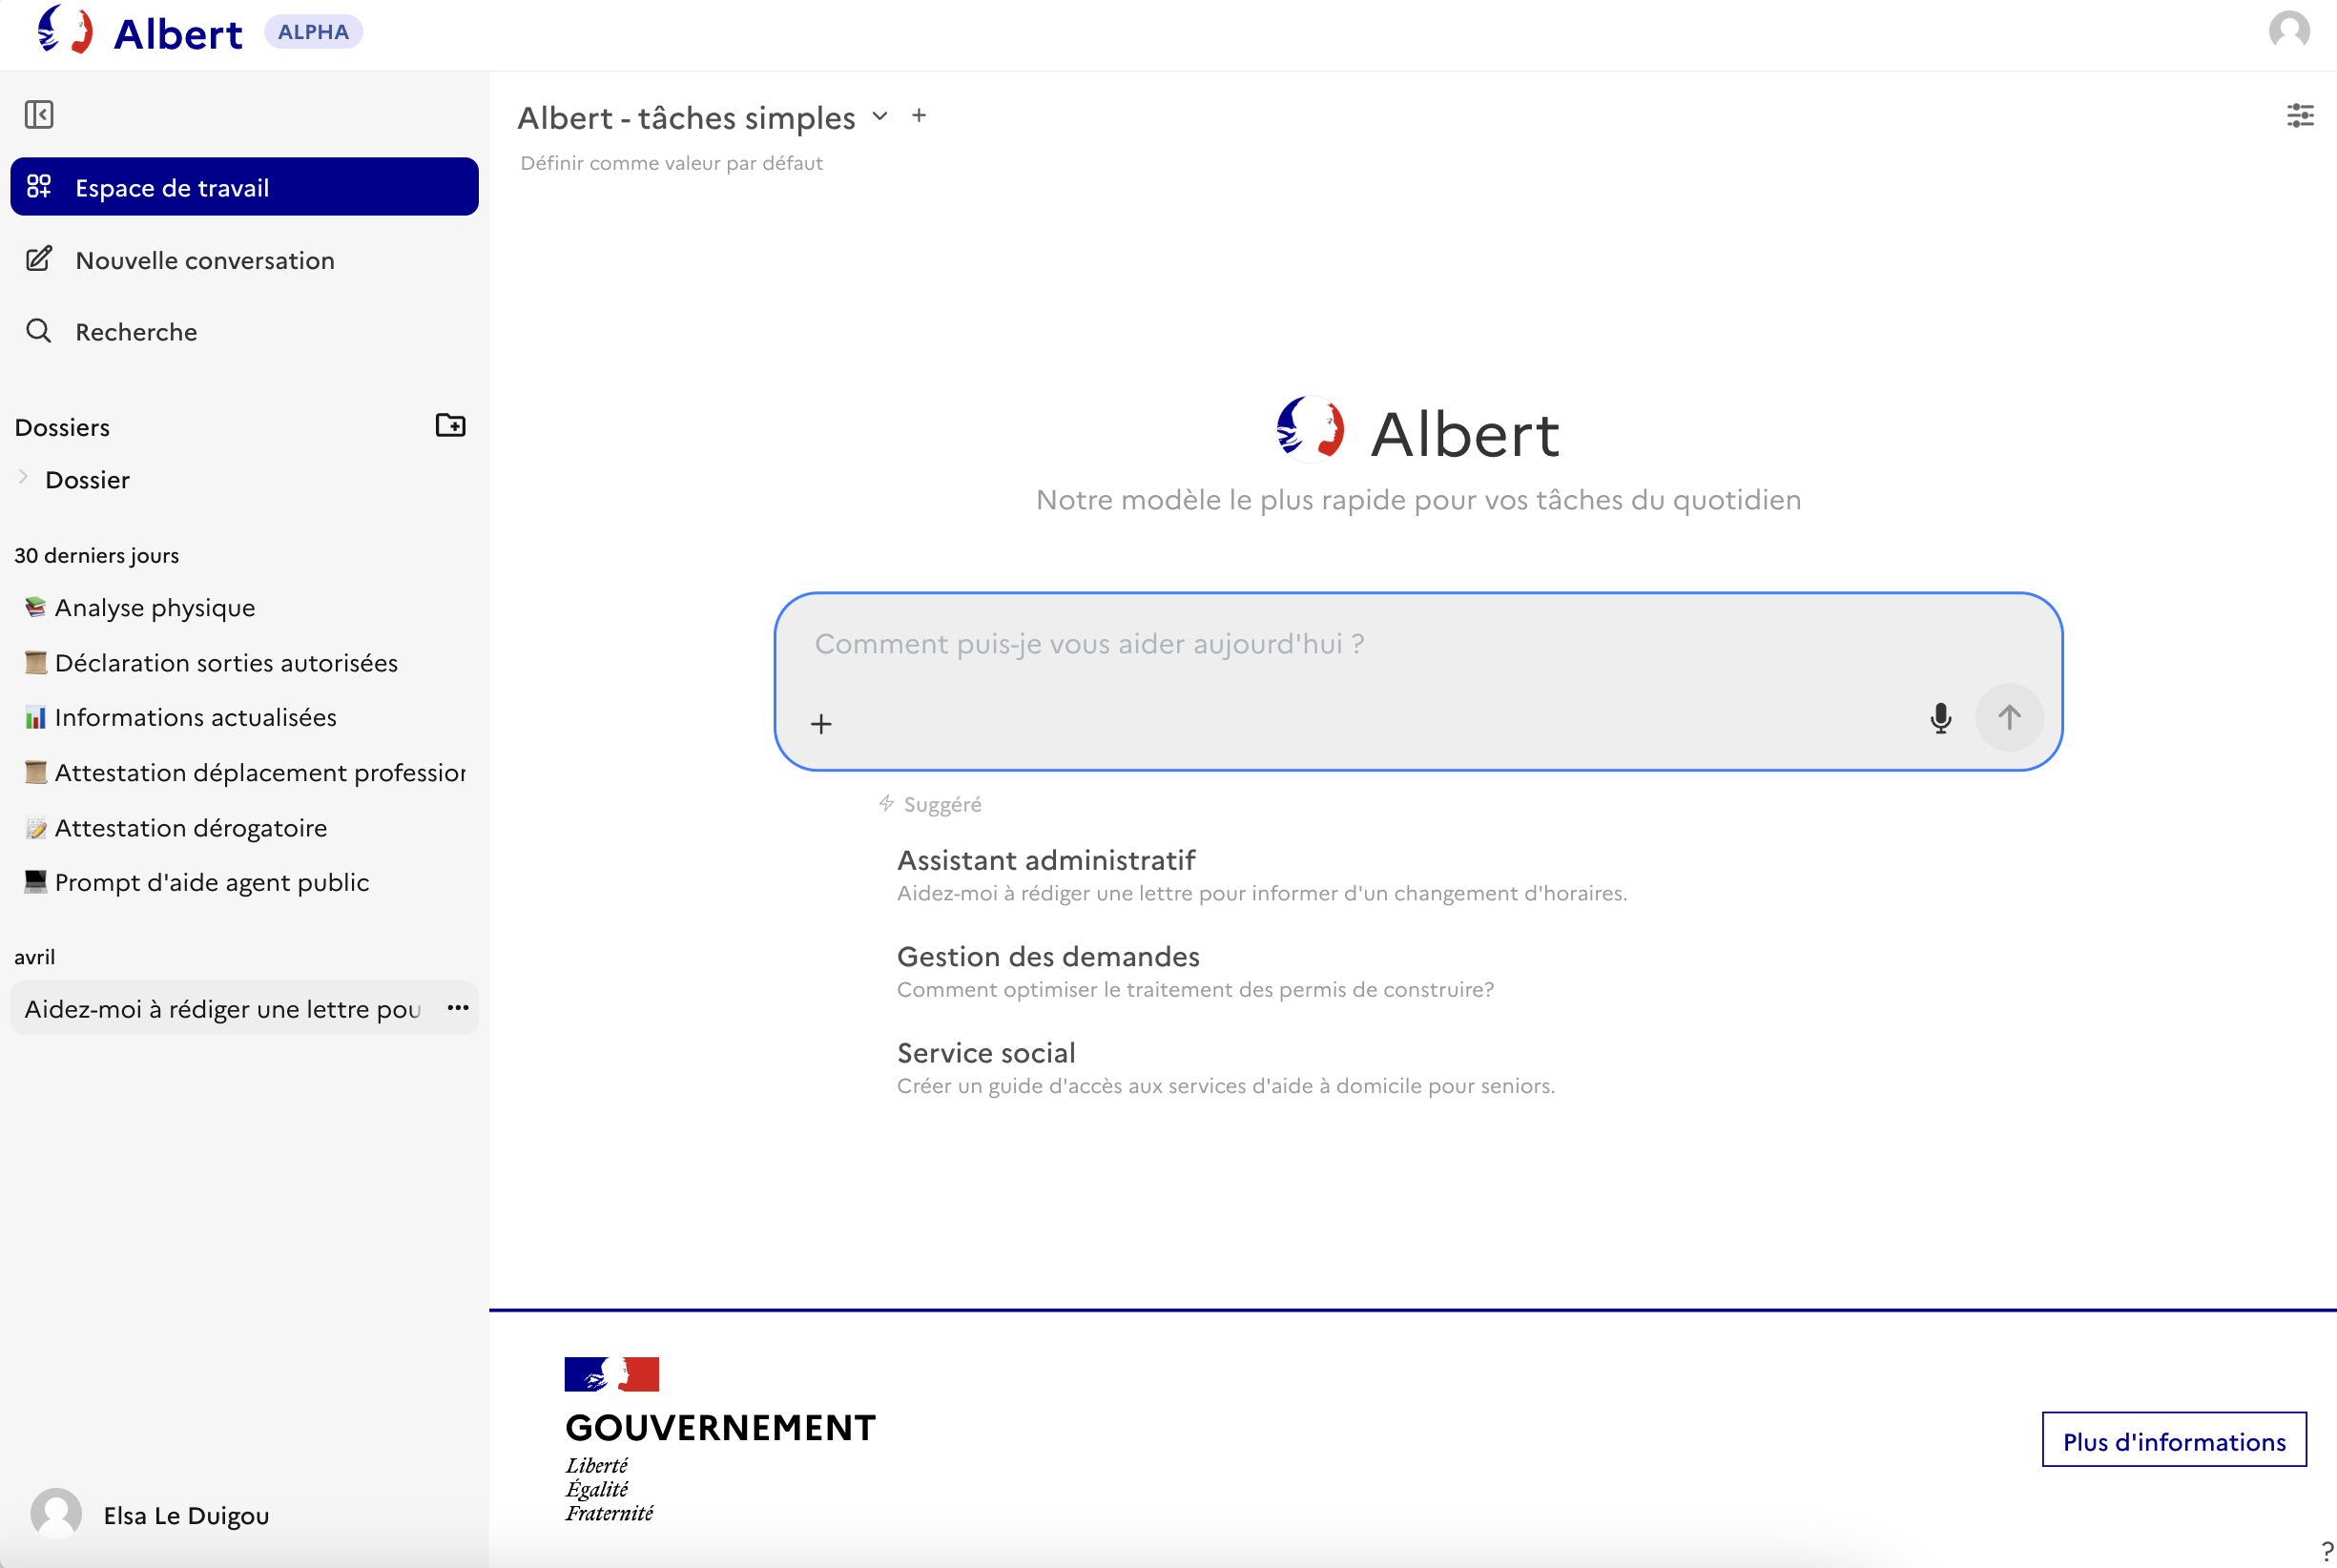 Albert
ALPHA
Espace de travail
Nouvelle conversation
Recherche
Dossiers
Dossier
30 derniers jours
Analyse physique
Déclaration sorties autorisées
Informations actualisées
Attestation déplacement profession
Attestation dérogatoire
Prompt d'aide agent public
avril
Aidez-moi à rédiger une lettre pou
Elsa Le Duigou
Albert - tâches simples
Définir comme valeur par défaut
Albert
Notre modèle le plus rapide pour vos tâches du quotidien
Comment puis-je vous aider aujourd'hui ?
Suggéré
Assistant administratif
Aidez-moi à rédiger une lettre pour informer d'un changement d'horaires.
Gestion des demandes
Comment optimiser le traitement des permis de construire?
Service social
Créer un guide d'accès aux services d'aide à domicile pour seniors.
GOUVERNEMENT
Liberté
Égalité
Fraternité
Plus d'informations
?